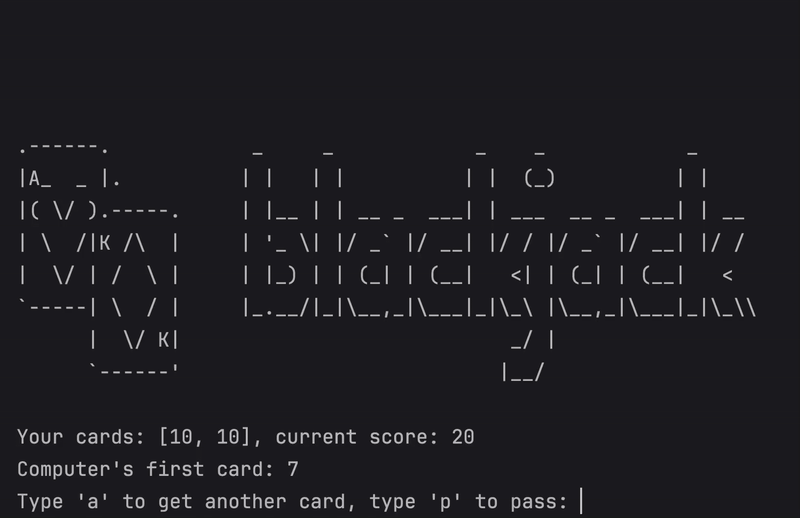 .------.            _     _            _    _            _
|A_  _ |.          | |   | |          | |  (_)          | |
|( \/ ).-----.     | |__ | | __ _  ___| | ___  __ _  ___| | __
| \  /|K /\  |     | '_ \| |/ _` |/ __| |/ / |/ _` |/ __| |/ /
|  \/ | /  \ |     | |_) | | (_| | (__|   <| | (_| | (__|   <
`-----| \  / |     |_.__/|_|\__,_|\___|_|\_\ |\__,_|\___|_|\_\\
      |  \/ K|                            _/ |
      `------'                           |__/
Your cards: [10, 10], current score: 20
Computer's first card: 7
Type 'a' to get another card, type 'p' to pass: